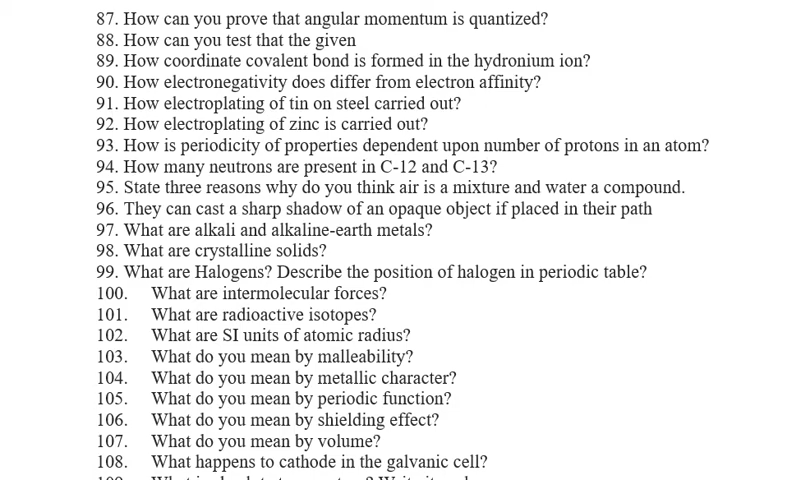 87. How can you prove that angular momentum is quantized?
88. How can you test that the given
89. How coordinate covalent bond is formed in the hydronium ion?
90. How electronegativity does differ from electron affinity?
91. How electroplating of tin on steel carried out?
92. How electroplating of zinc is carried out?
93. How is periodicity of properties dependent upon number of protons in an atom?
94. How many neutrons are present in C-12 and C-13?
95. State three reasons why do you think air is a mixture and water a compound.
96. They can cast a sharp shadow of an opaque object if placed in their path
97. What are alkali and alkaline-earth metals?
98. What are crystalline solids?
99. What are Halogens? Describe the position of halogen in periodic table?
100. What are intermolecular forces?
101. What are radioactive isotopes?
102. What are SI units of atomic radius?
103. What do you mean by malleability?
104. What do you mean by metallic character?
105. What do you mean by periodic function?
106. What do you mean by shielding effect?
107. What do you mean by volume?
108. What happens to cathode in the galvanic cell?